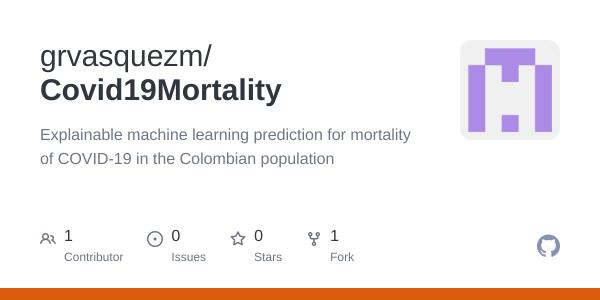 grvasquezm/
Covid19Mortality
Explainable machine learning prediction for mortality
of COVID-19 in the Colombian population
1 0 0 1
Contributor Issues Stars Fork